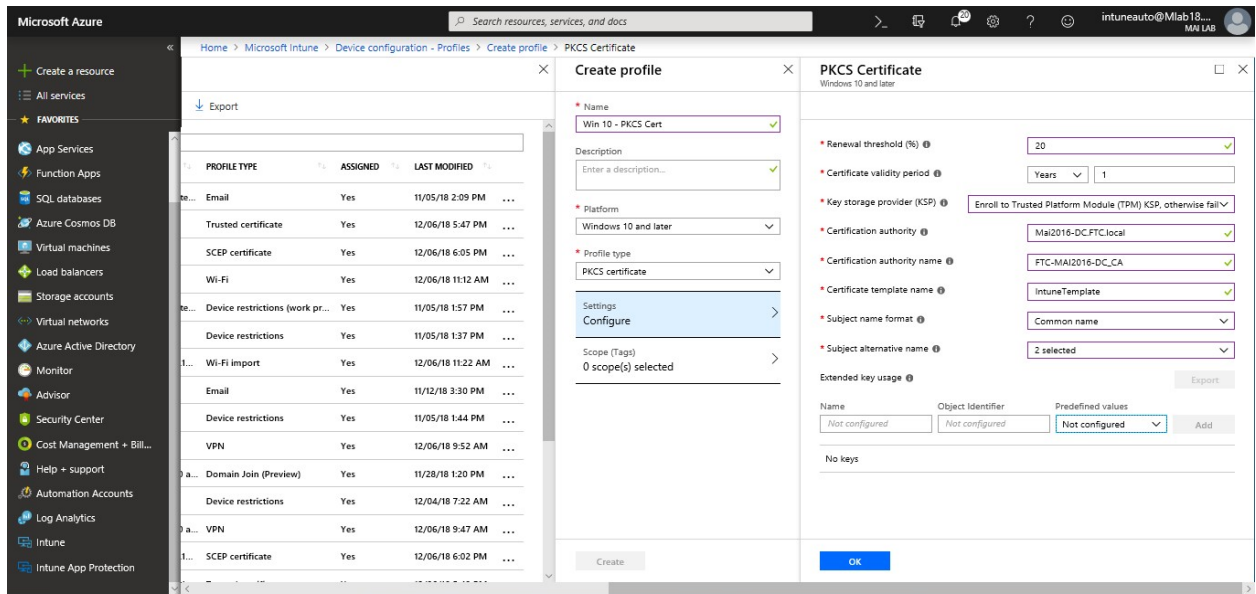 Microsoft Azure
Search resources, services, and docs
20
intuneauto@Mlab18....
MAI LAB
Home > Microsoft Intune > Device configuration - Profiles > Create profile > PKCS Certificate
Create a resource
All services
FAVORITES
App Services
Function Apps
SQL databases
Azure Cosmos DB
Virtual machines
Load balancers
Storage accounts
Virtual networks
Azure Active Directory
Monitor
Advisor
Security Center
Cost Management + Bill...
Help + support
Automation Accounts
Log Analytics
Intune
Intune App Protection
Export
PROFILE TYPE ASSIGNED LAST MODIFIED
te... Email Yes 11/05/18 2:09 PM ...
Trusted certificate Yes 12/06/18 5:47 PM ...
SCEP certificate Yes 12/06/18 6:05 PM ...
Wi-Fi Yes 12/06/18 11:12 AM ...
te... Device restrictions (work pr... Yes 11/05/18 1:57 PM ...
Device restrictions Yes 11/05/18 1:37 PM ...
1... Wi-Fi import Yes 12/06/18 11:22 AM ...
Email Yes 11/12/18 3:30 PM ...
Device restrictions Yes 11/05/18 1:44 PM ...
VPN Yes 12/06/18 9:52 AM ...
a... Domain Join (Preview) Yes 11/28/18 1:20 PM ...
Device restrictions Yes 12/04/18 7:22 AM ...
a... VPN Yes 12/06/18 9:47 AM ...
1... SCEP certificate Yes 12/06/18 6:02 PM ...
Create profile
* Name
Win 10 - PKCS Cert
Description
Enter a description...
* Platform
Windows 10 and later
* Profile type
PKCS certificate
Settings
Configure
Scope (Tags)
0 scope(s) selected
Create
PKCS Certificate
Windows 10 and later
* Renewal threshold (%) 20
* Certificate validity period Years 1
* Key storage provider (KSP) Enroll to Trusted Platform Module (TPM) KSP, otherwise fail
* Certification authority Mai2016-DC.FTC.local
* Certification authority name FTC-MAI2016-DC_CA
* Certificate template name IntuneTemplate
* Subject name format Common name
* Subject alternative name 2 selected
Extended key usage Export
Name Object Identifier Predefined values
Not configured Not configured Not configured Add
No keys
OK